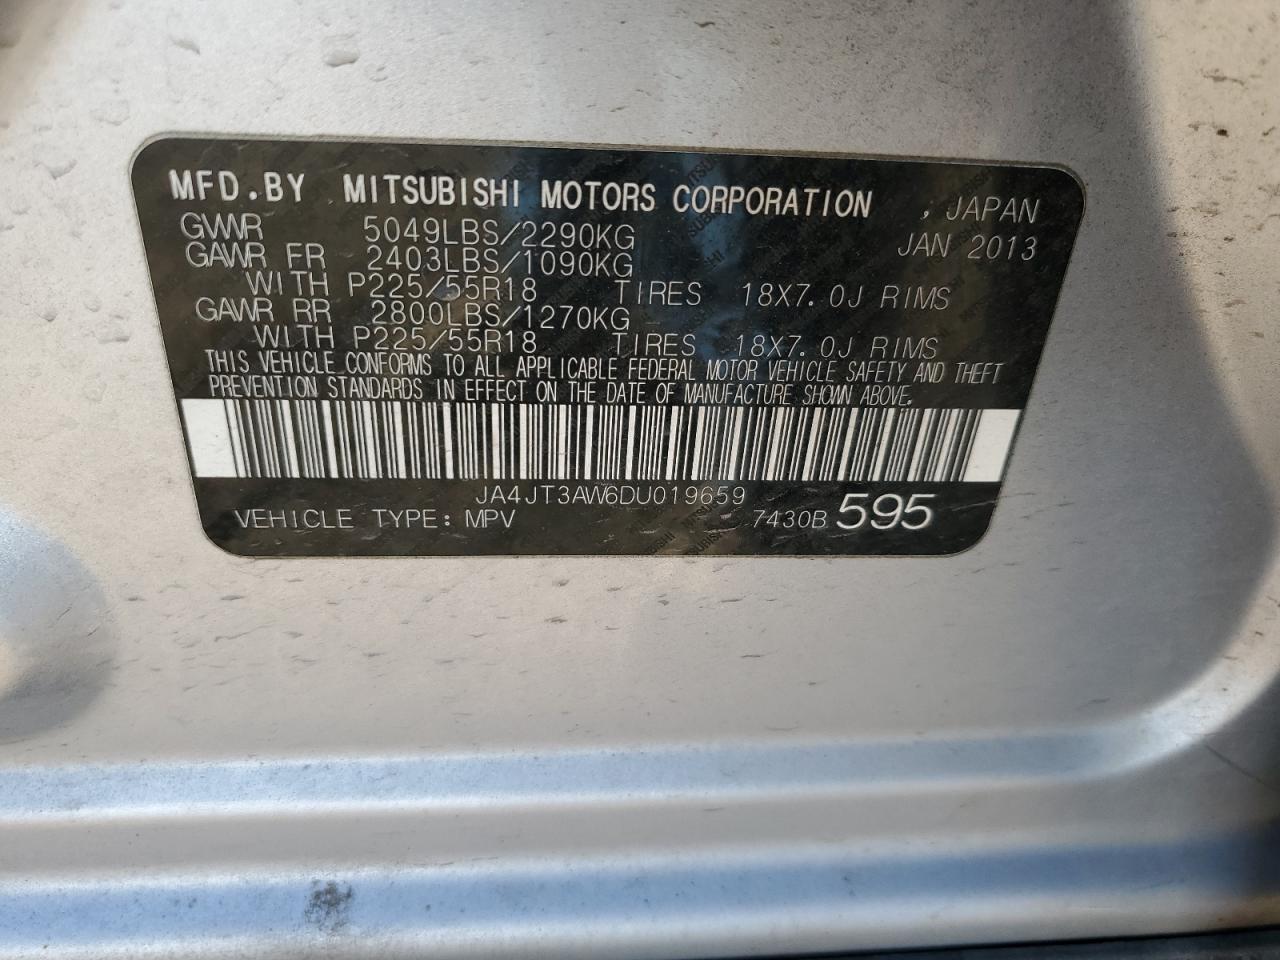 MFD.BY MITSUBISHI MOTORS CORPORATION , JAPAN
GVWR 5049LBS/2290KG JAN 2013
GAWR FR 2403LBS/1090KG
WITH P225/55R18 TIRES 18X7.0J RIMS
GAWR RR 2800LBS/1270KG
WITH P225/55R18 TIRES 18X7.0J RIMS
THIS VEHICLE CONFORMS TO ALL APPLICABLE FEDERAL MOTOR VEHICLE SAFETY AND THEFT
PREVENTION STANDARDS IN EFFECT ON THE DATE OF MANUFACTURE SHOWN ABOVE.
JA4JT3AW6DU019659
VEHICLE TYPE: MPV 7430B 595